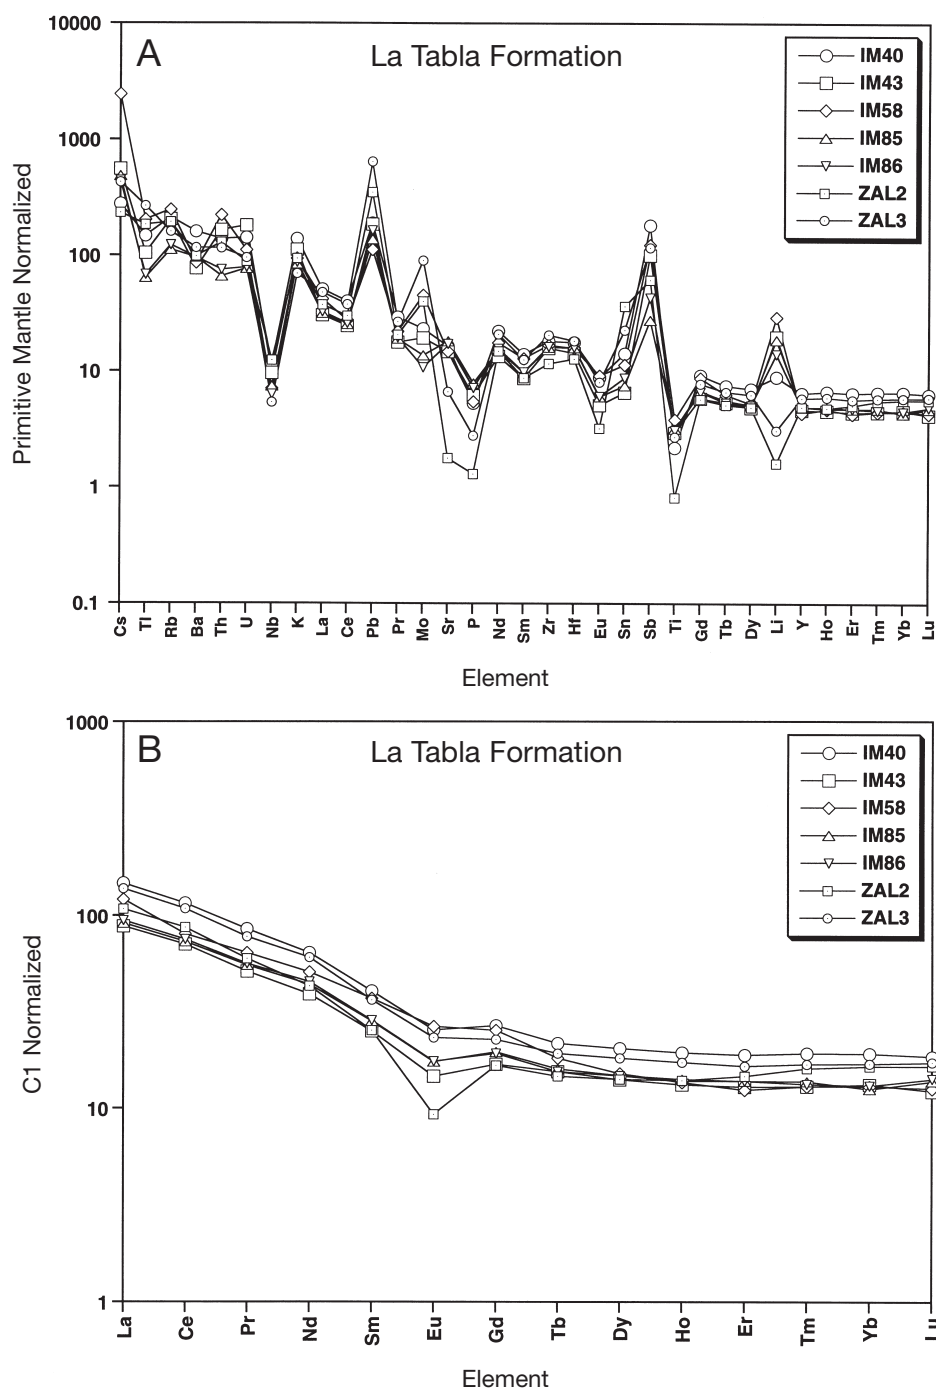 A
La Tabla Formation
10000
1000
100
10
1
0.1
Primitive Mantle Normalized
IM40
IM43
IM58
IM85
IM86
ZAL2
ZAL3
Cs Tl Rb Ba Th U Nb K La Ce Pb Pr Mo Sr P Nd Sm Zr Hf Eu Sn Sb Ti Gd Tb Dy Li Y Ho Er Tm Yb Lu
Element
B
La Tabla Formation
1000
100
10
1
C1 Normalized
IM40
IM43
IM58
IM85
IM86
ZAL2
ZAL3
La Ce Pr Nd Sm Eu Gd Tb Dy Ho Er Tm Yb Lu
Element